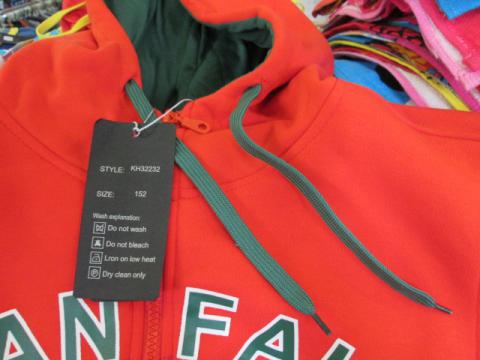 STYLE: KH32232
SIZE: 152
Wash explanation:
Do not wash
Do not bleach
Lron on low heat
Dry clean only
AN FA